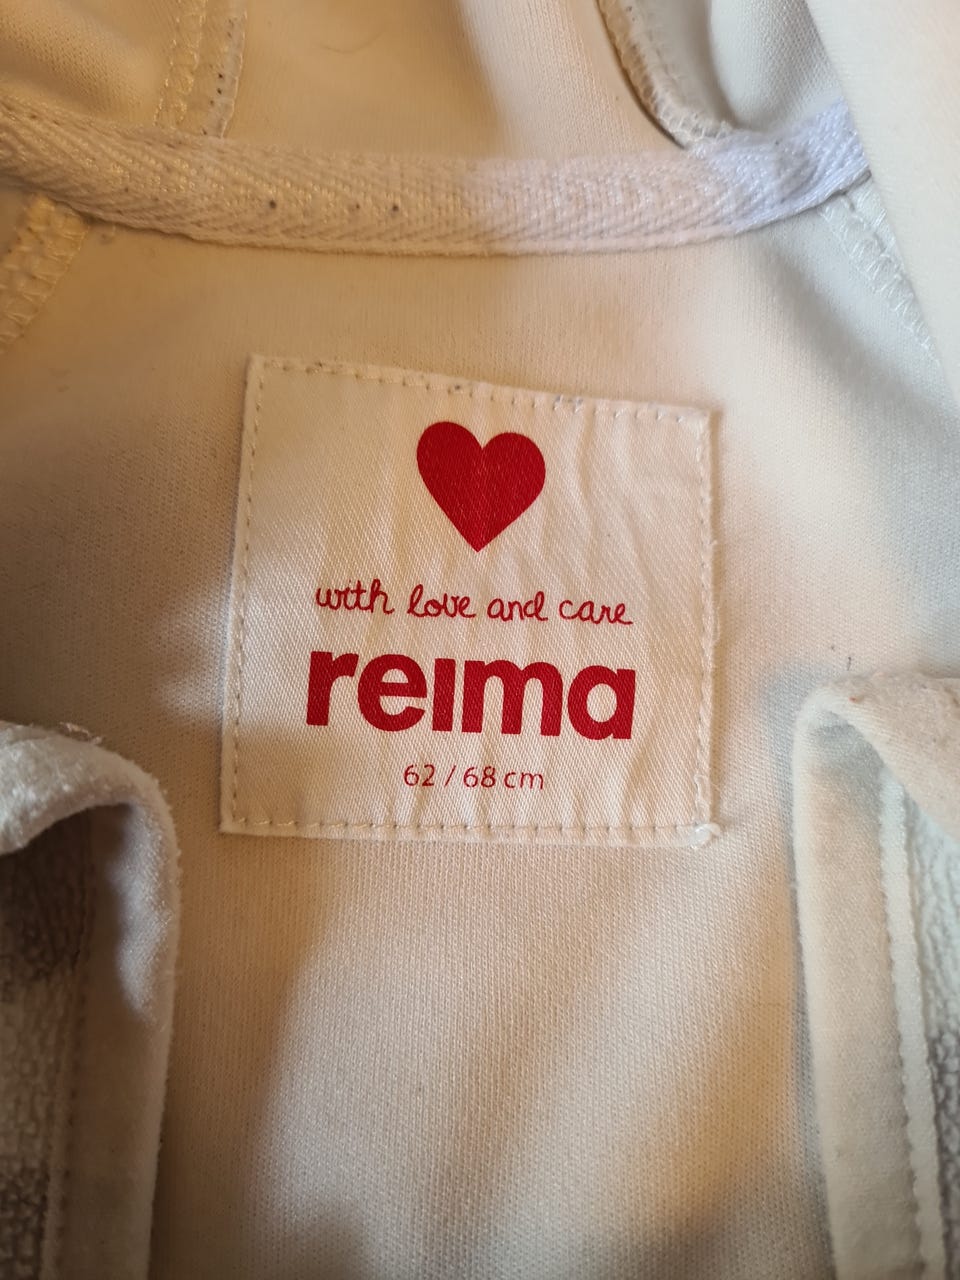 with love and care
reima
62 / 68 cm